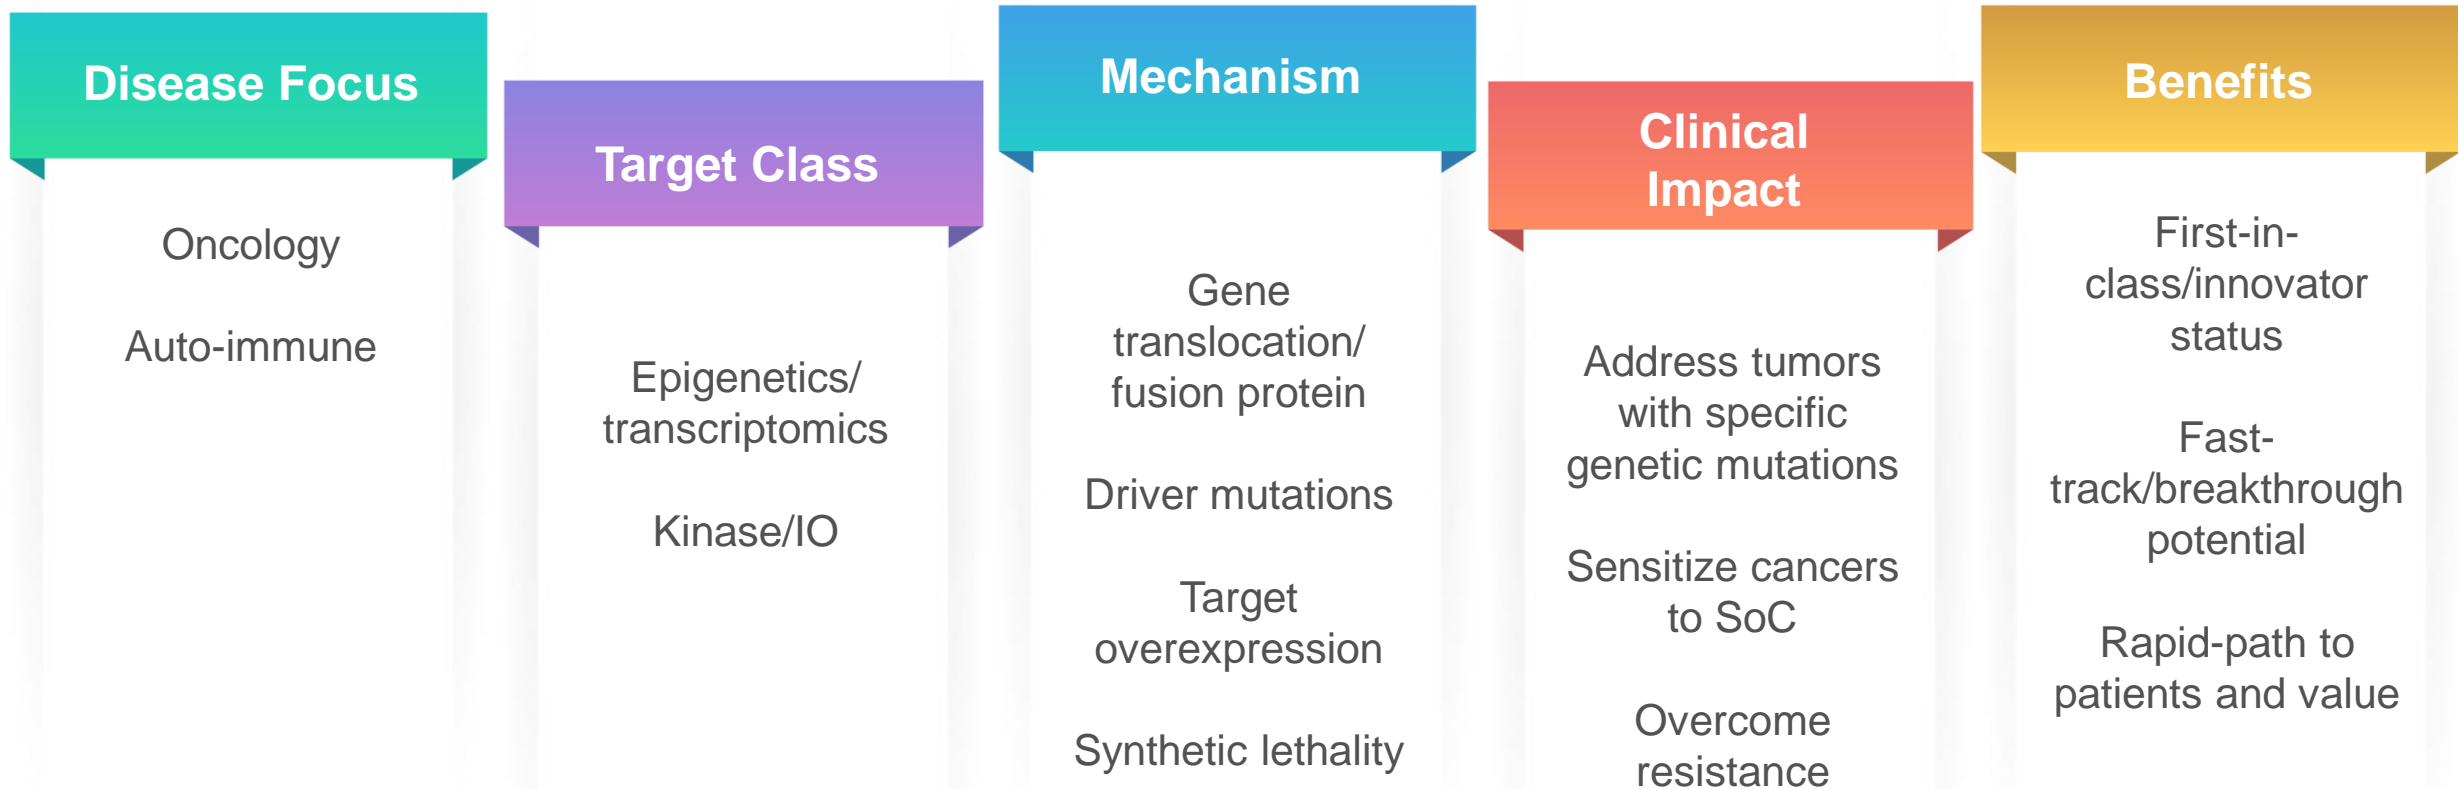 Disease Focus
Oncology
Auto-immune
Target Class
Epigenetics/
transcriptomics
Kinase/IO
Mechanism
Gene
translocation/
fusion protein
Driver mutations
Target
overexpression
Synthetic lethality
Clinical
Impact
Address tumors
with specific
genetic mutations
Sensitize cancers
to SoC
Overcome
resistance
Benefits
First-in-
class/innovator
status
Fast-
track/breakthrough
potential
Rapid-path to
patients and value